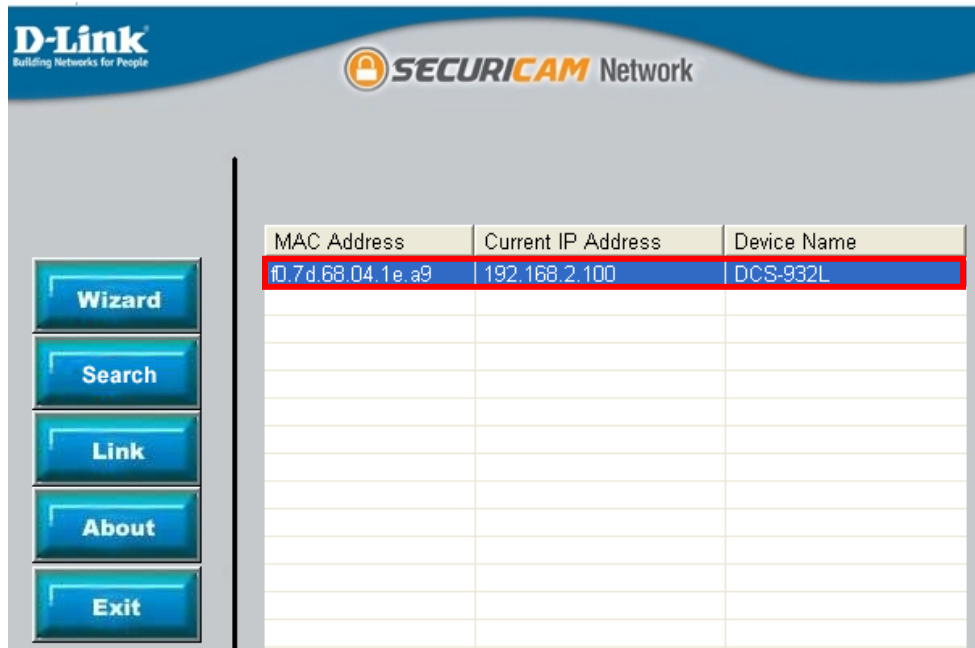 D-Link
Building Networks for People
SECURICAM Network
MAC Address Current IP Address Device Name
f0.7d.68.04.1e.a9 192.168.2.100 DCS-932L
Wizard
Search
Link
About
Exit